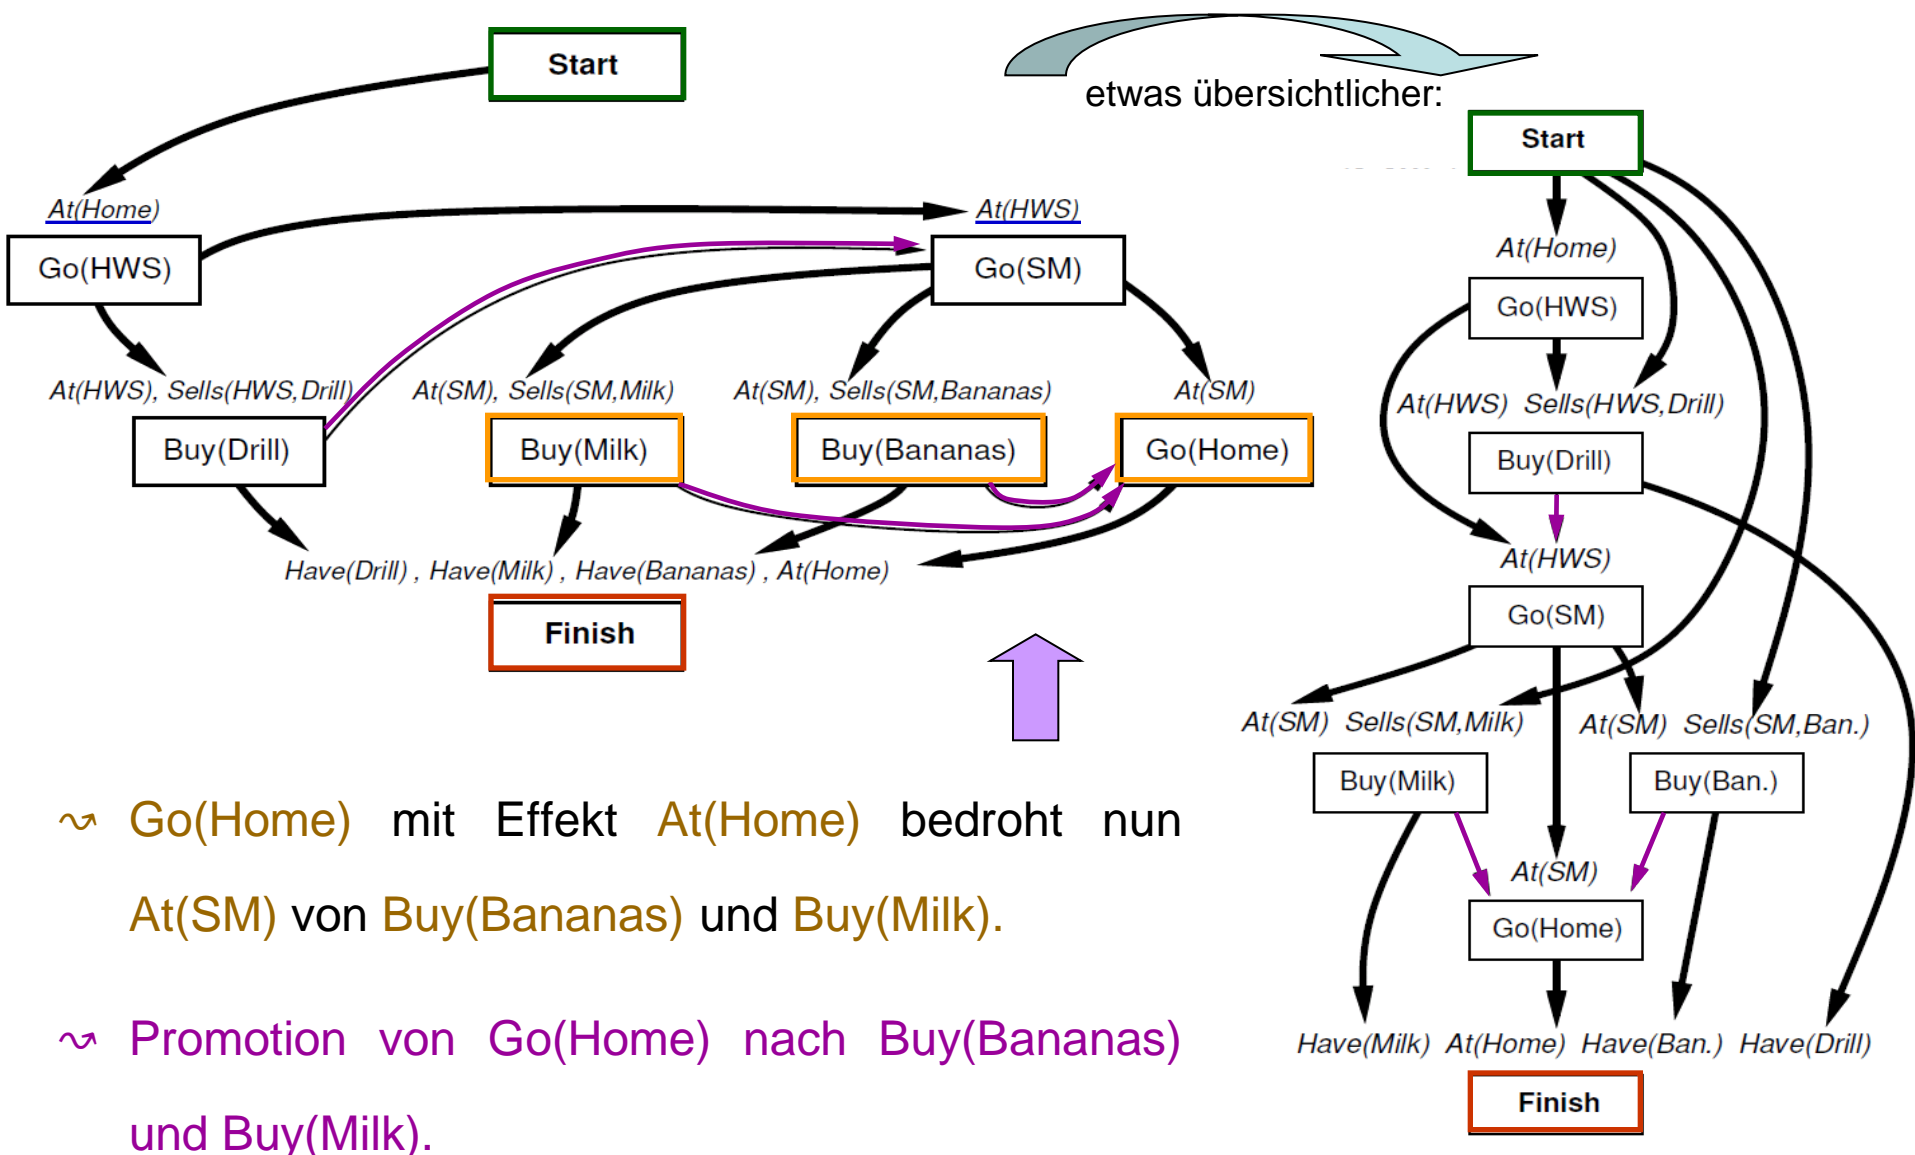 Start
At(Home)
Go(HWS)
At(HWS)
Go(SM)
At(HWS), Sells(HWS,Drill)
At(SM), Sells(SM,Milk)
At(SM), Sells(SM,Bananas)
At(SM)
Buy(Drill)
Buy(Milk)
Buy(Bananas)
Go(Home)
Have(Drill) , Have(Milk) , Have(Bananas) , At(Home)
Finish
Go(Home) mit Effekt At(Home) bedroht nun
At(SM) von Buy(Bananas) und Buy(Milk).
Promotion von Go(Home) nach Buy(Bananas)
und Buy(Milk).
etwas übersichtlicher:
Start
At(Home)
Go(HWS)
At(HWS) Sells(HWS,Drill)
Buy(Drill)
At(HWS)
Go(SM)
At(SM) Sells(SM,Milk)
At(SM) Sells(SM,Ban.)
Buy(Milk)
Buy(Ban.)
At(SM)
Go(Home)
Have(Milk) At(Home) Have(Ban.) Have(Drill)
Finish